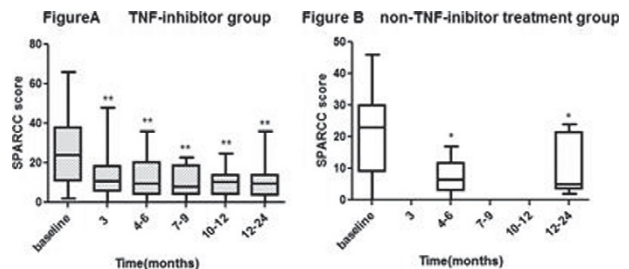 FigureA TNF-inhibitor group
SPARCC score
80
60
40
20
0
** ** ** ** **
baseline 3 4-6 7-9 10-12 12-24
Time(months)
Figure B non-TNF-inibitor treatment group
SPARCC score
50
40
30
20
10
0
* *
baseline 3 4-6 7-9 10-12 12-24
Time(months)